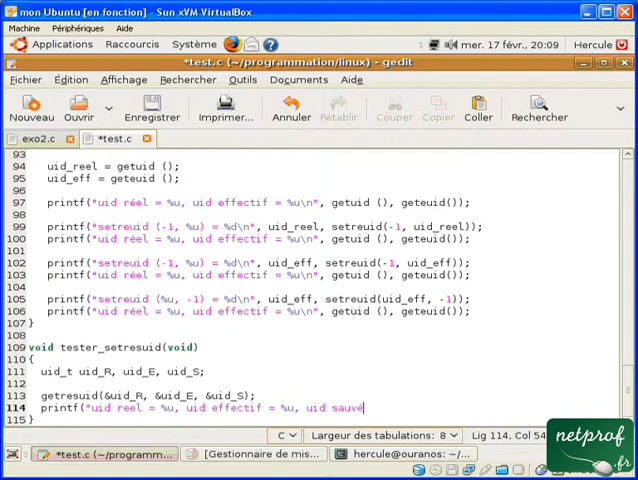 mon Ubuntu [en fonction] - Sun xVM VirtualBox
Machine Périphériques Aide
Applications Raccourcis Système mer. 17 févr., 20:09 Hercule
*test.c (~/programmation/linux) - gedit
Fichier Édition Affichage Rechercher Outils Documents Aide
Nouveau Ouvrir Enregistrer Imprimer... Annuler Rétablir Couper Copier Coller Rechercher
exo2.c *test.c
93
94 uid_reel = getuid ();
95 uid_eff = geteuid ();
96
97 printf("uid réel = %u, uid effectif = %u\n", getuid (), geteuid());
98
99 printf("setreuid (-1, %u) = %d\n", uid_reel, setreuid(-1, uid_reel));
100 printf("uid réel = %u, uid effectif = %u\n", getuid (), geteuid());
101
102 printf("setreuid (-1, %u) = %d\n", uid_eff, setreuid(-1, uid_eff));
103 printf("uid réel = %u, uid effectif = %u\n", getuid (), geteuid());
104
105 printf("setreuid (%u, -1) = %d\n", uid_eff, setreuid(uid_eff, -1));
106 printf("uid réel = %u, uid effectif = %u\n", getuid (), geteuid());
107 }
108
109 void tester_setresuid(void)
110 {
111 uid_t uid_R, uid_E, uid_S;
112
113 getresuid(&uid_R, &uid_E, &uid_S);
114 printf("uid reel = %u, uid effectif = %u, uid sauvé
115 }
C Largeur des tabulations: 8 Lig 114, Col 54
*test.c (~/programm... [Gestionnaire de mis... hercule@ouranos: ~/...
netprof
.fr